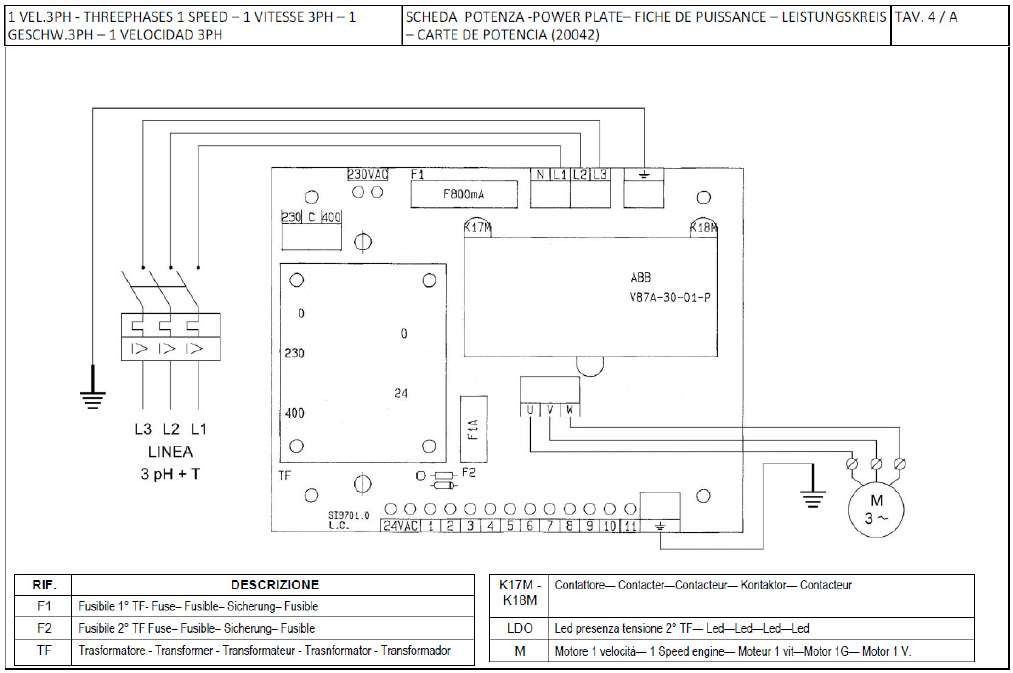 1 VEL.3PH - THREEPHASES 1 SPEED – 1 VITESSE 3PH – 1
GESCHW.3PH – 1 VELOCIDAD 3PH
SCHEDA POTENZA -POWER PLATE– FICHE DE PUISSANCE – LEISTUNGSKREIS
– CARTE DE POTENCIA (20042)
TAV. 4 / A
230VAC
F1
N L1 L2 L3
F800mA
230 C 400
K17M
K18M
ABB
V87A-30-01-P
0
0
230
24
400
U V W
F1A
L3 L2 L1
LINEA
3 pH + T
TF
F2
M
3 ~
SI9701.0
L.C.
24VAC 1 2 3 4 5 6 7 8 9 10 11
RIF. DESCRIZIONE
F1 Fusibile 1° TF- Fuse– Fusible– Sicherung– Fusible
F2 Fusibile 2° TF Fuse– Fusible– Sicherung– Fusible
TF Trasformatore - Transformer - Transformateur - Trasnformator - Transformador
K17M - Contattore— Contacter—Contacteur— Kontaktor— Contacteur
K18M
LDO Led presenza tensione 2° TF— Led—Led—Led—Led
M Motore 1 velocitá— 1 Speed engine— Moteur 1 vit—Motor 1G— Motor 1 V.